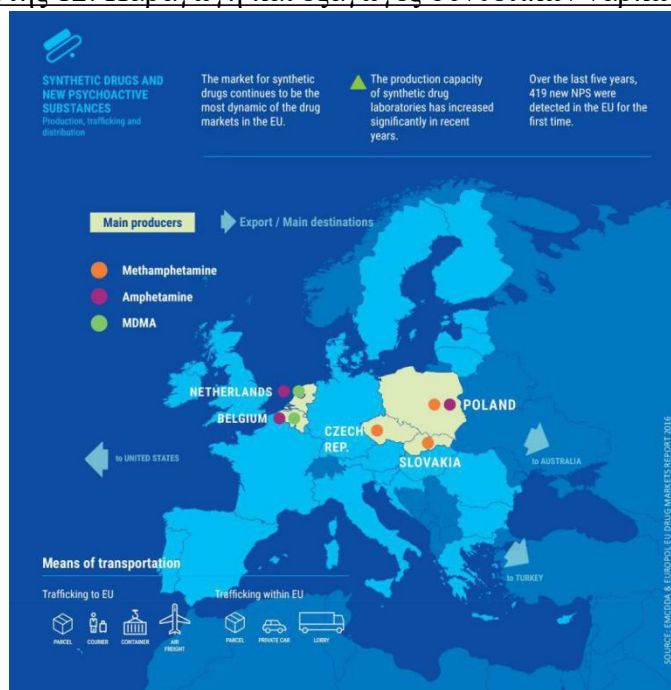 SYNTHETIC DRUGS AND
NEW PSYCHOACTIVE
SUBSTANCES
Production, trafficking and
distribution
The market for synthetic
drugs continues to be the
most dynamic of the drug
markets in the EU.
The production capacity
of synthetic drug
laboratories has increased
significantly in recent
years.
Over the last five years,
419 new NPS were
detected in the EU for the
first time.
Main producers
Export / Main destinations
Methamphetamine
Amphetamine
MDMA
NETHERLANDS
BELGIUM
CZECH
REP.
POLAND
SLOVAKIA
to UNITED STATES
to AUSTRALIA
to TURKEY
Means of transportation
Trafficking to EU
PARCEL
COURIER
CONTAINER
AIR
FREIGHT
Trafficking within EU
PARCEL
PRIVATE CAR
LORRY
SOURCE: EMCDDA & EUROPOL EU DRUG MARKETS REPORT 2016